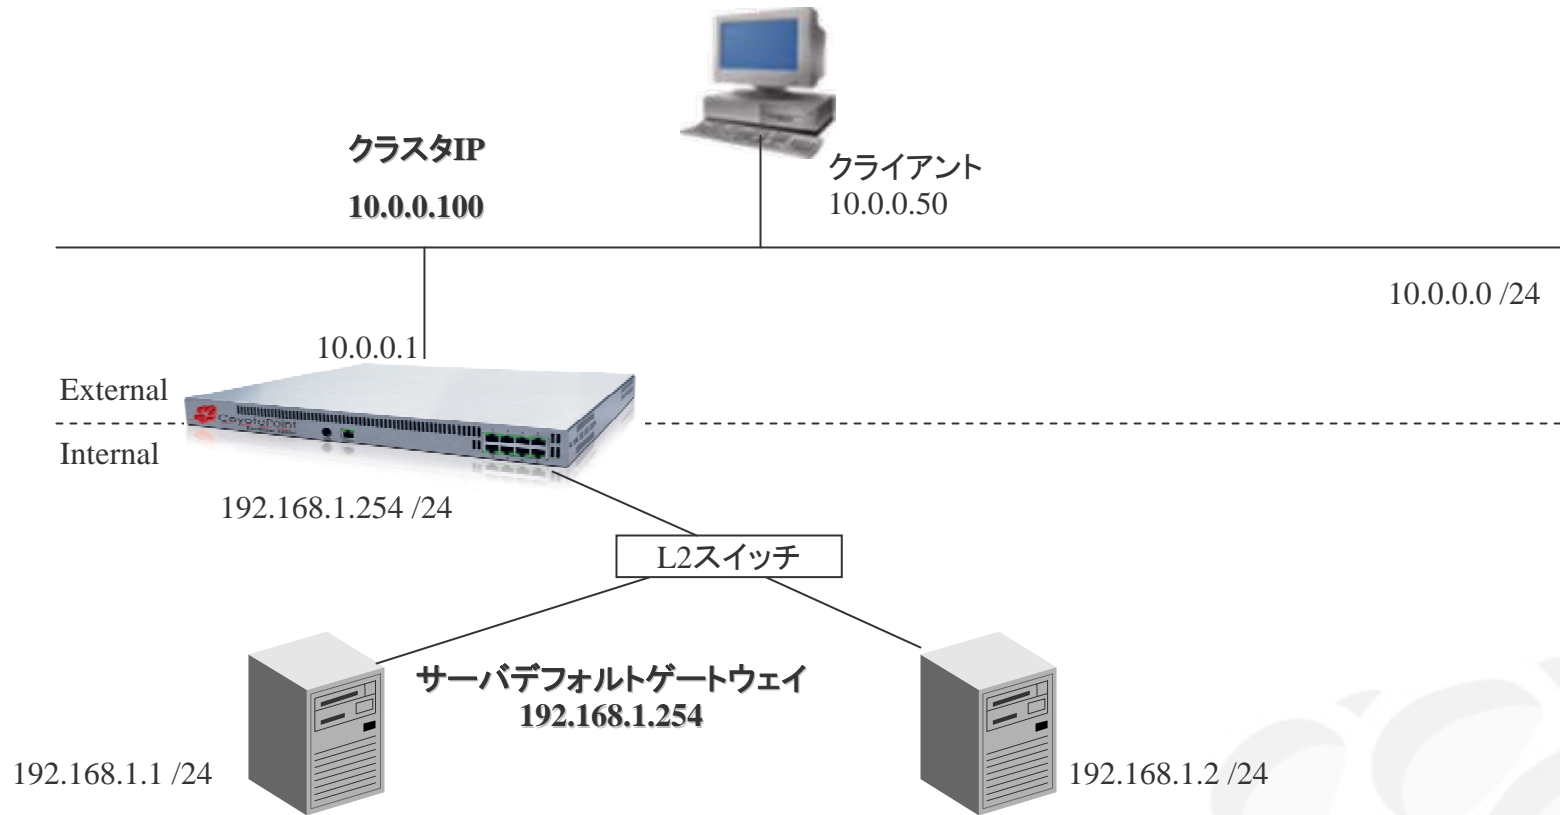 クラスタIP
10.0.0.100
クライアント
10.0.0.50
10.0.0.0 /24
10.0.0.1
External
CoyotePoint
Internal
192.168.1.254 /24
L2スイッチ
サーバデフォルトゲートウェイ
192.168.1.254
192.168.1.1 /24
192.168.1.2 /24